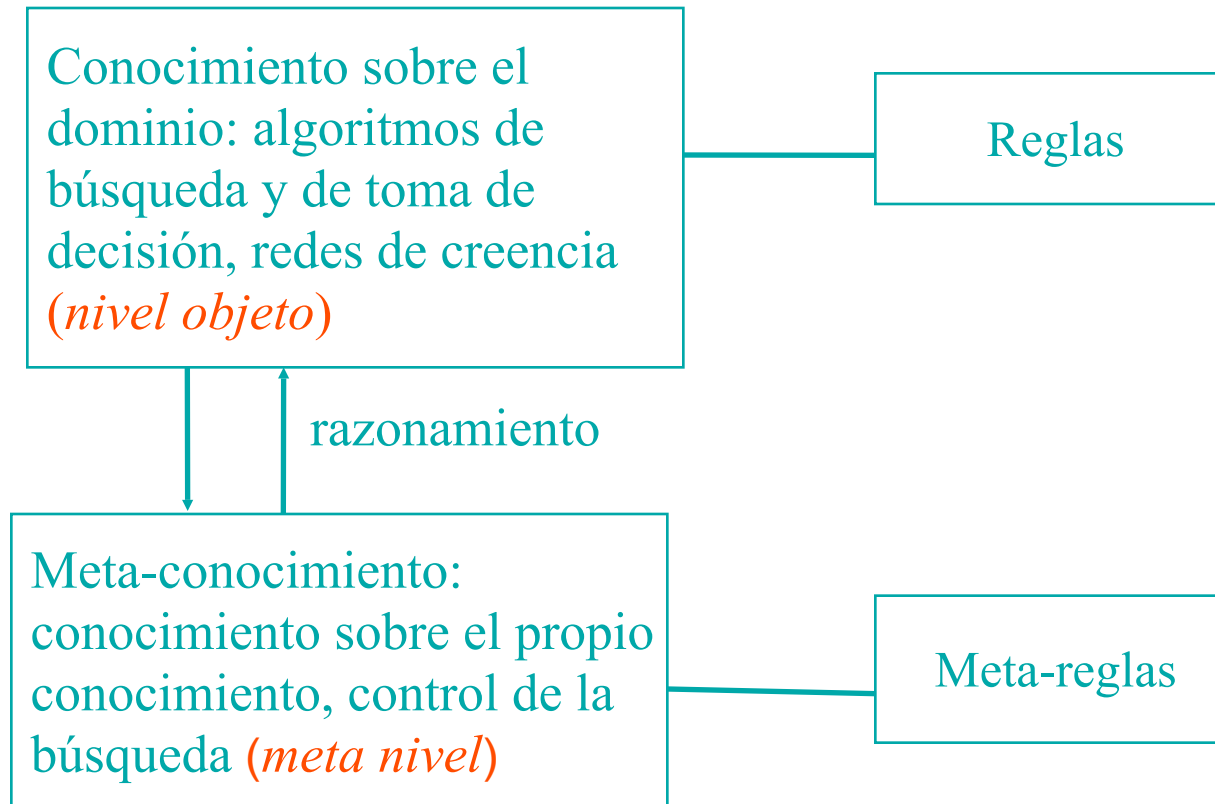 Conocimiento sobre el
dominio: algoritmos de
búsqueda y de toma de
decisión, redes de creencia
(nivel objeto)
Reglas
razonamiento
Meta-conocimiento:
conocimiento sobre el propio
conocimiento, control de la
búsqueda (meta nivel)
Meta-reglas